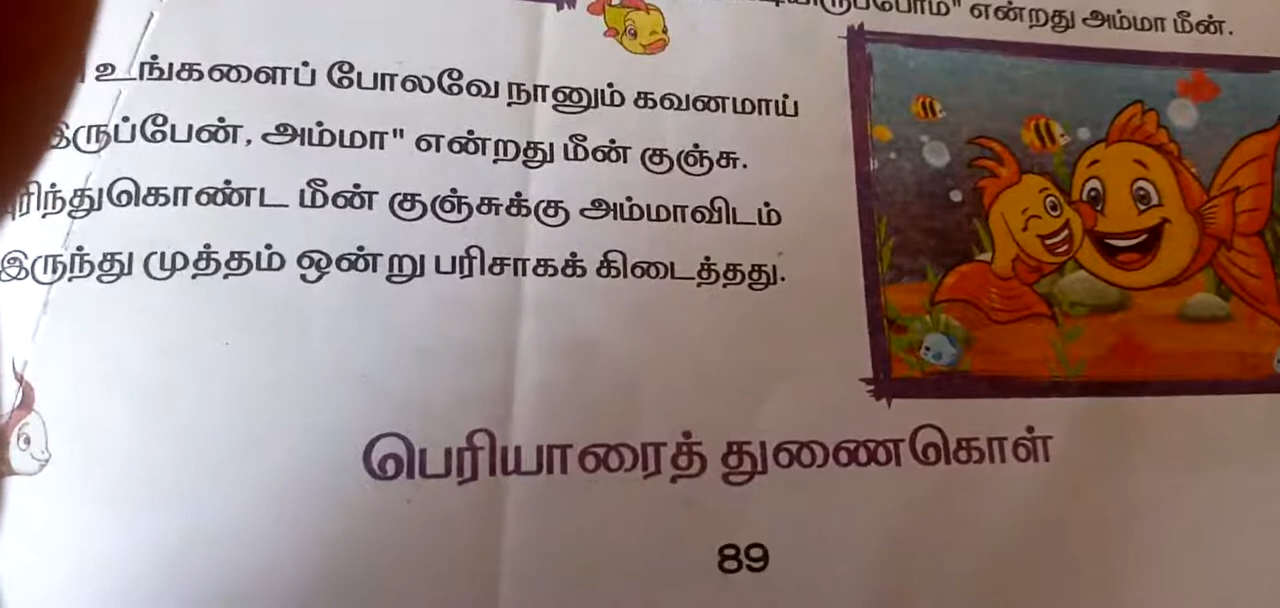 என்றது அம்மா மீன்.
உங்களைப் போலவே நானும் கவனமாய்
இருப்பேன், அம்மா" என்றது மீன் குஞ்சு.
மீன் குஞ்சுக்கு அம்மாவிடம்
இருந்து முத்தம் ஒன்று பரிசாகக் கிடைத்தது.
பெரியாரைத் துணைகொள்
89